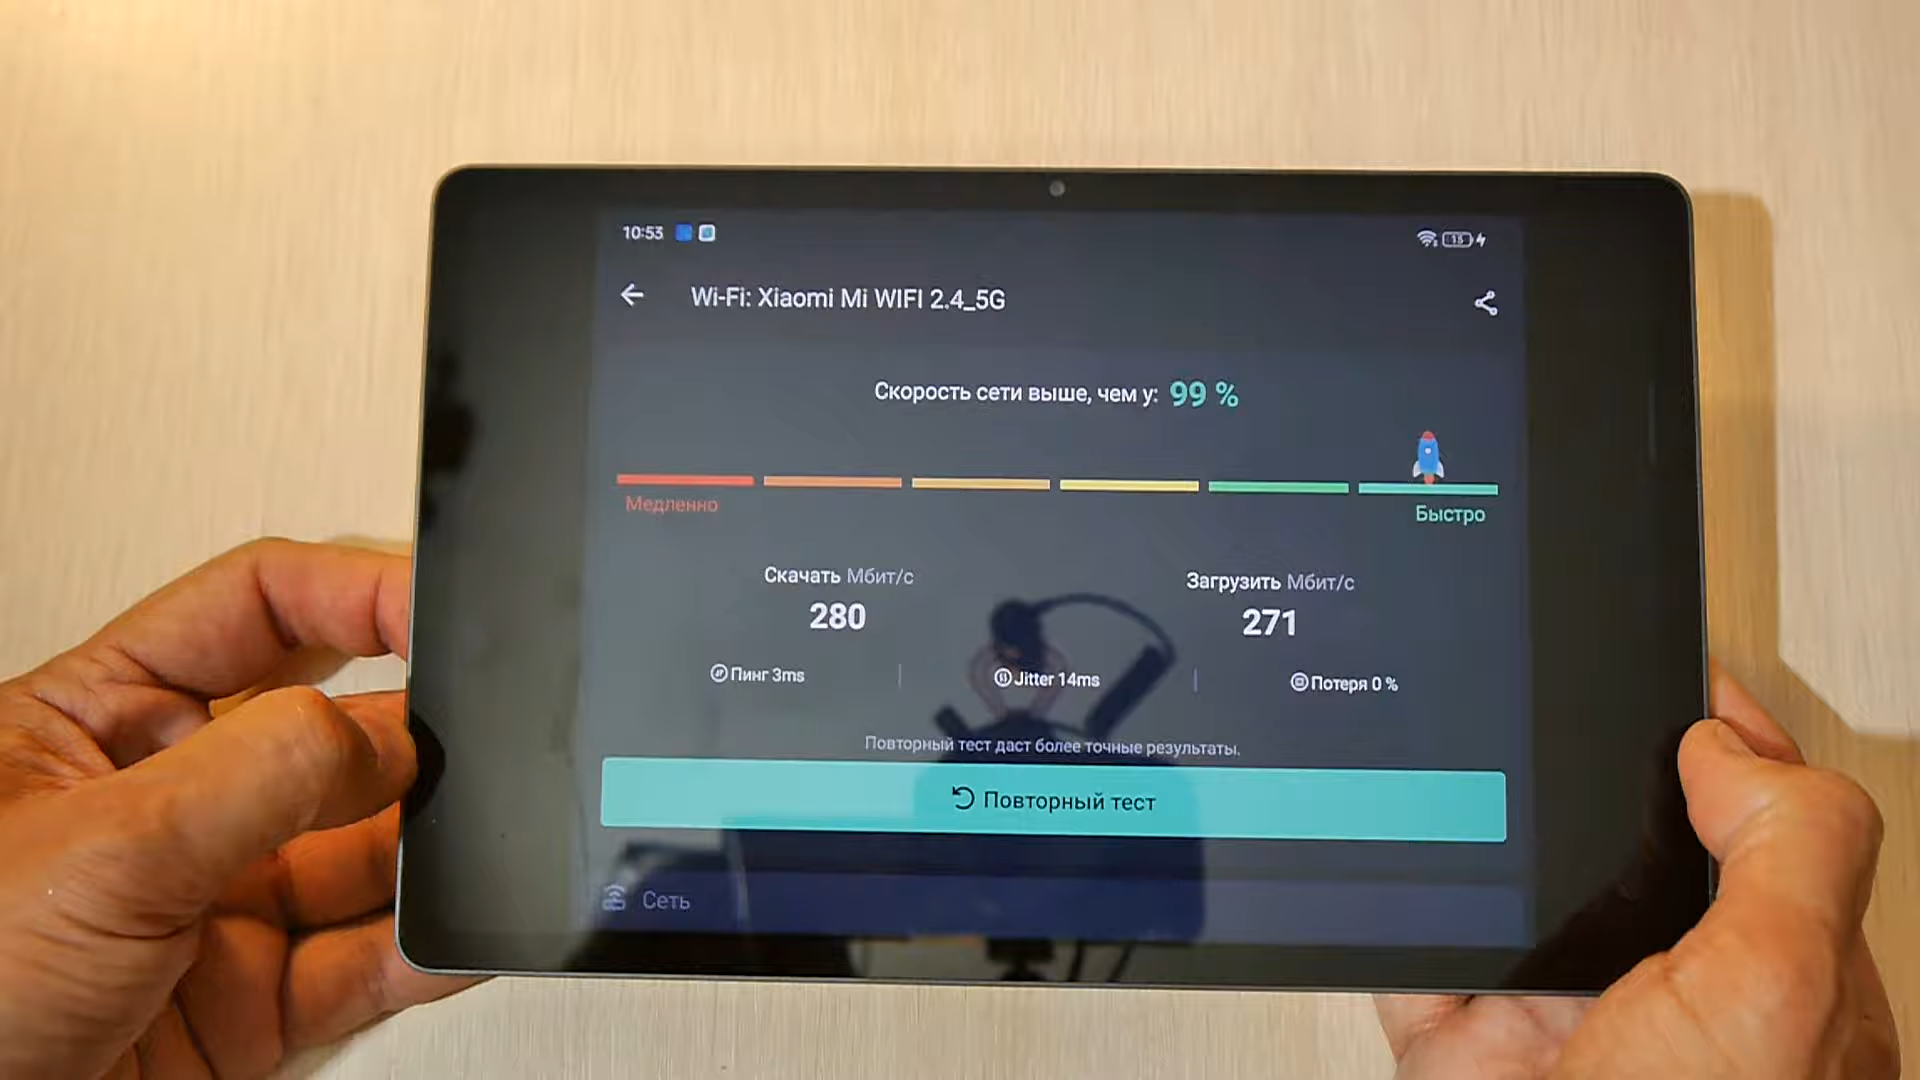 10:53
15
Wi-Fi: Xiaomi Mi WIFI 2.4_5G
Скорость сети выше, чем у: 99 %
Медленно
Быстро
Скачать Мбит/с
280
Загрузить Мбит/с
271
Пинг 3ms
Jitter 14ms
Потеря 0 %
Повторный тест даст более точные результаты.
Повторный тест
Сеть